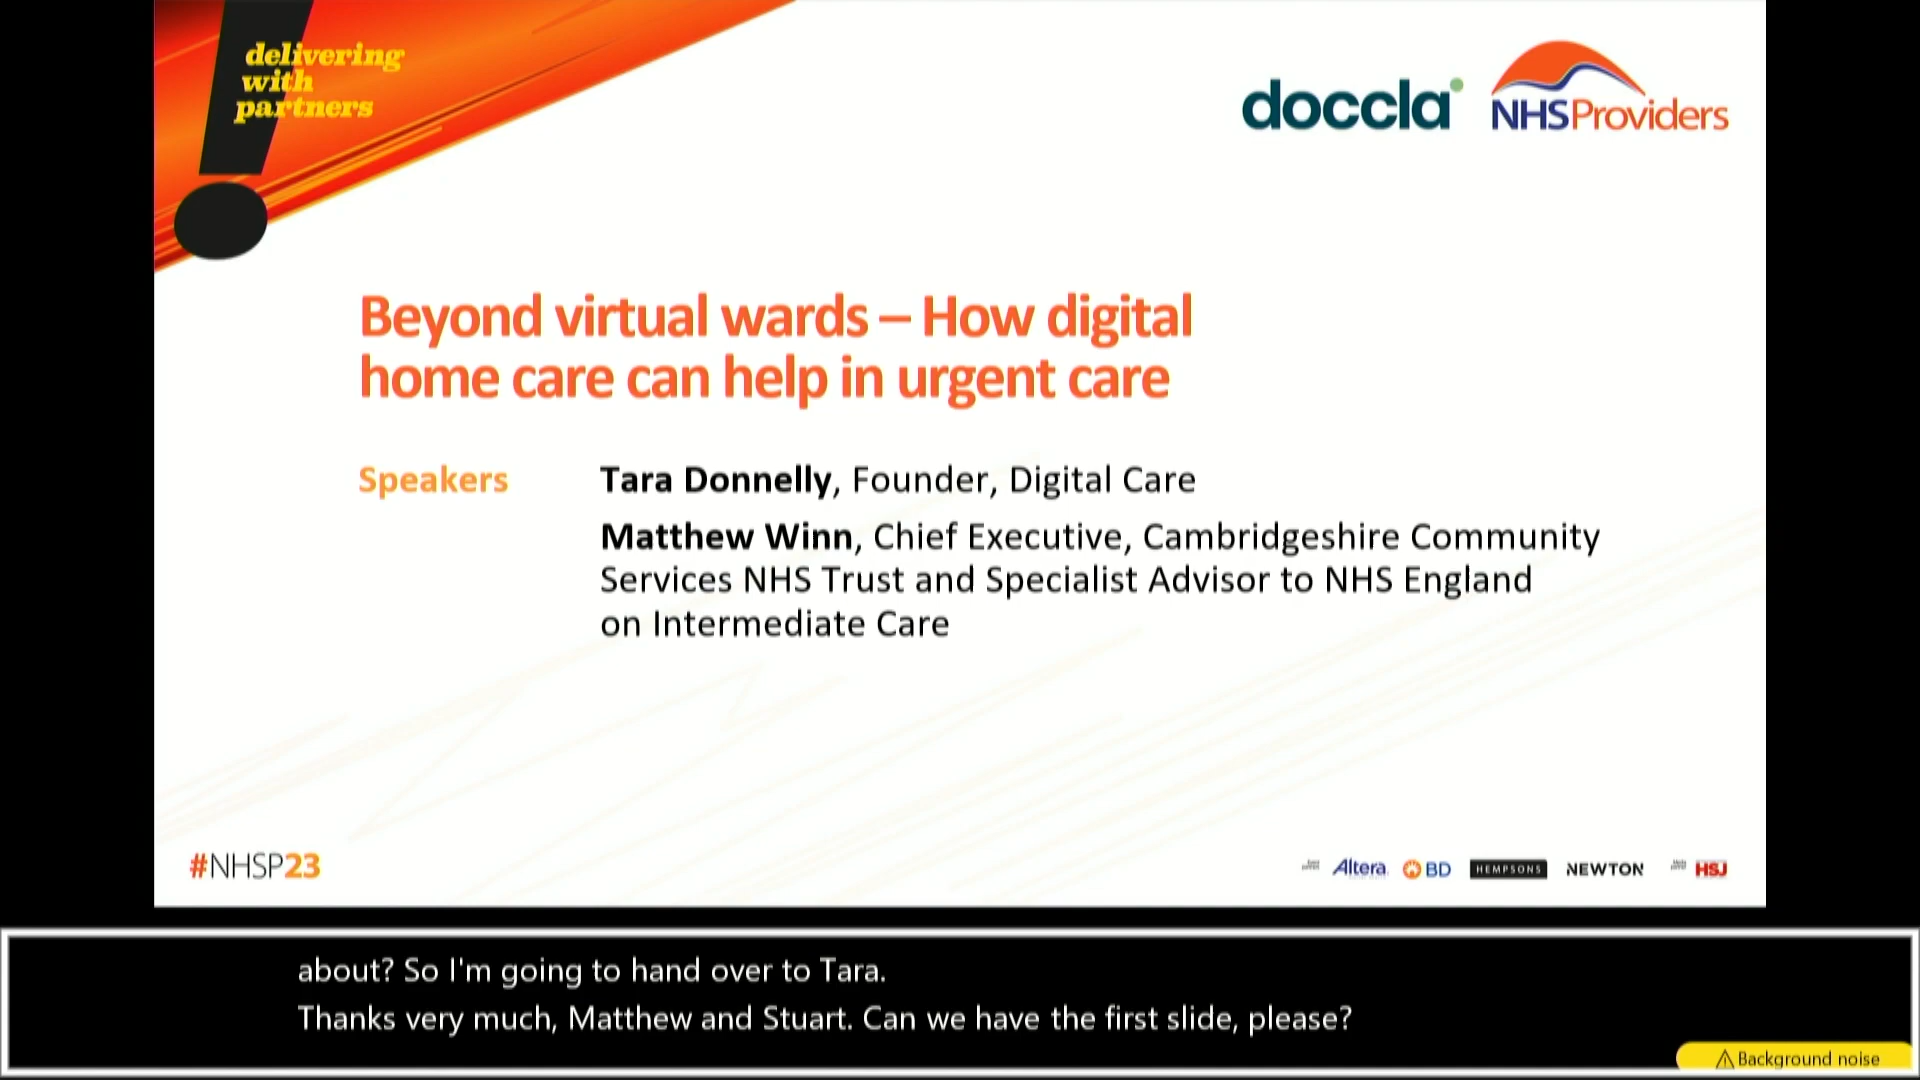 delivering
with
partners
doccla
NHSProviders
Beyond virtual wards – How digital
home care can help in urgent care
Speakers
Tara Donnelly, Founder, Digital Care
Matthew Winn, Chief Executive, Cambridgeshire Community
Services NHS Trust and Specialist Advisor to NHS England
on Intermediate Care
#NHSP23
Altera
BD
HEMPSONS
NEWTON
HSJ
about? So I'm going to hand over to Tara.
Thanks very much, Matthew and Stuart. Can we have the first slide, please?
⚠ Background noise